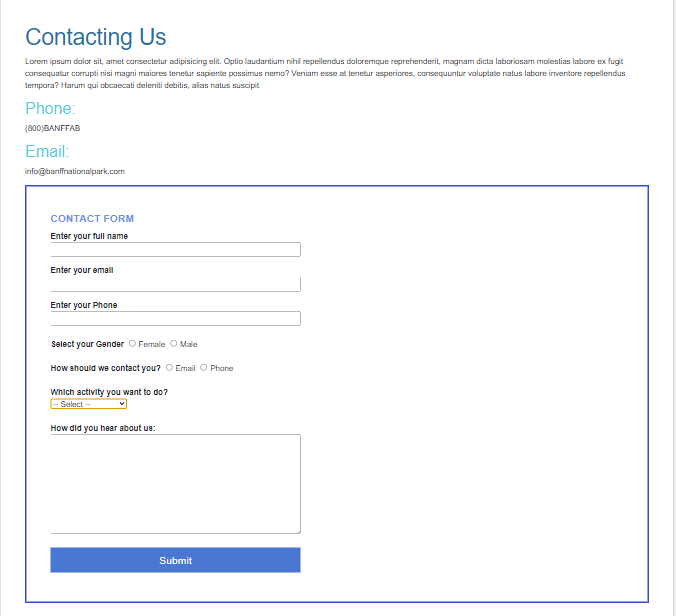 Contacting Us
Lorem ipsum dolor sit, amet consectetur adipisicing elit. Optio laudantium nihil repellendus doloremque reprehenderit, magnam dicta laboriosam molestias labore ex fugit
consequatur corrupti nisi magni maiores tenetur sapiente possimus nemo? Veniam esse at tenetur asperiores, consequuntur voluptate natus labore inventore repellendus
tempora? Harum qui obcaecati deleniti debitis, alias natus suscipit
Phone:
(800)BANFFAB
Email:
info@banffnationalpark.com
CONTACT FORM
Enter your full name
Enter your email
Enter your Phone
Select your Gender Female Male
How should we contact you? Email Phone
Which activity you want to do?
-- Select --
How did you hear about us:
Submit